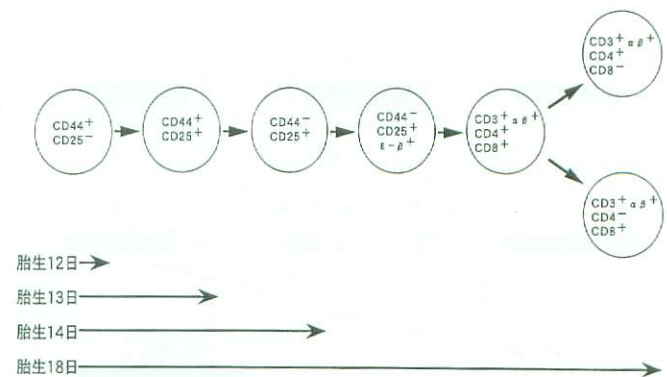 CD44⁺
CD25⁻
CD44⁺
CD25⁺
CD44⁻
CD25⁺
CD44⁻
CD25⁺
ε-β⁺
CD3⁺αβ⁺
CD4⁺
CD8⁺
CD3⁺αβ⁺
CD4⁺
CD8⁻
CD3⁺αβ⁺
CD4⁻
CD8⁺
胎生12日
胎生13日
胎生14日
胎生18日